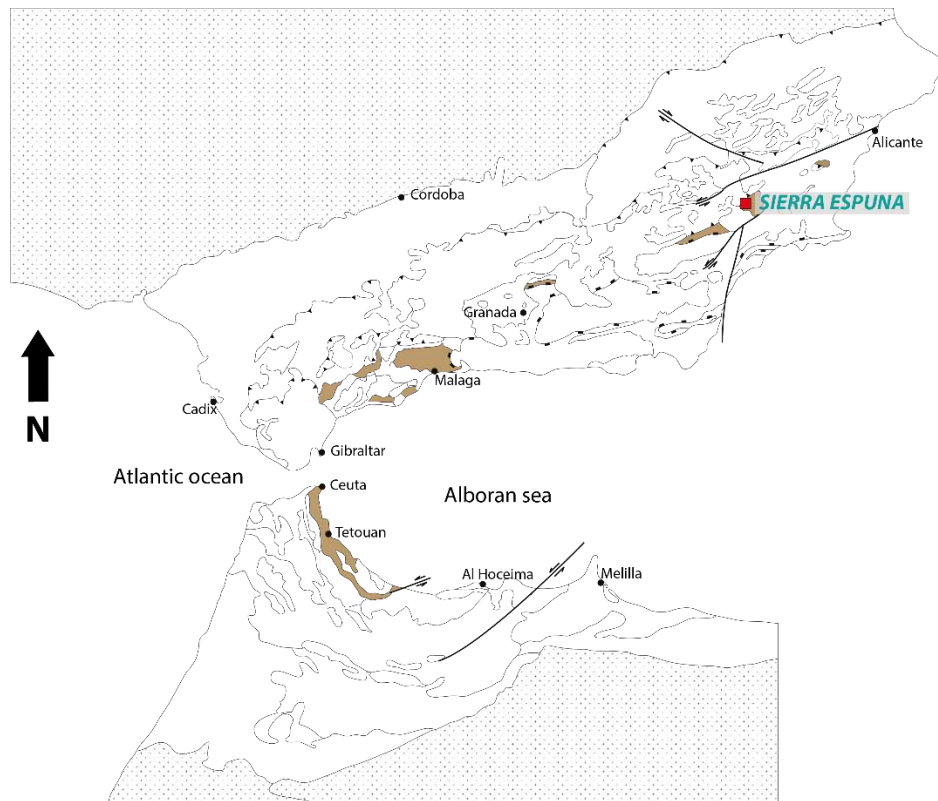 Alicante
Cordoba
SIERRA ESPUNA
Granada
Malaga
Cadix
N
Gibraltar
Atlantic ocean
Ceuta
Alboran sea
Tetouan
Al Hoceima
Melilla